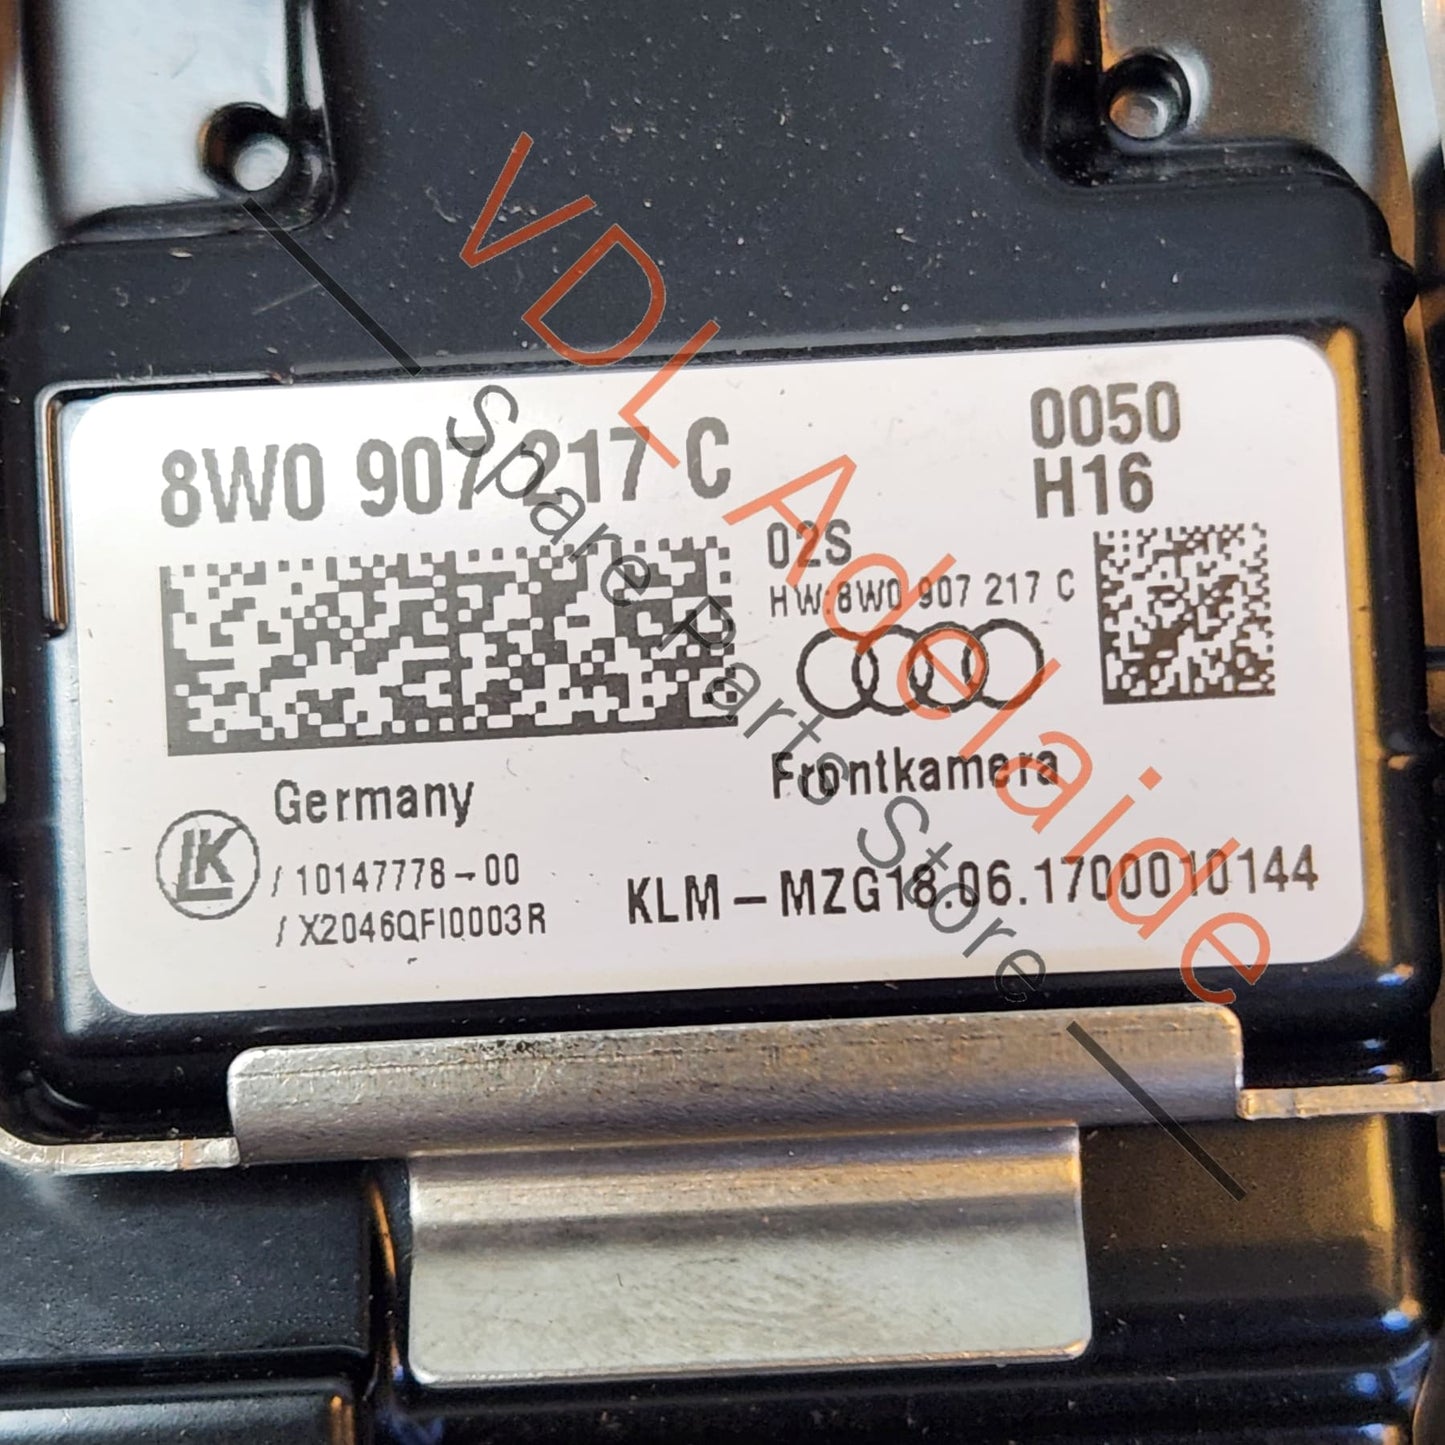 8W0 907 217 C
0050
H16
02S
HW:8W0 907 217 C
Germany
Frontkamera
LK
/ 10147778-00
/ X2046QFI0003R
KLM-MZG18.06.1700010144
VDL Adelaide
Spare Parts Store